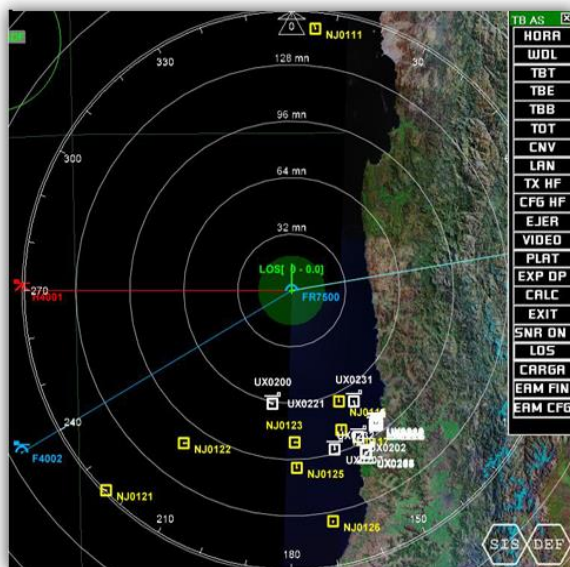 TB AS
HORA
WDL
TBT
TBE
TBB
TOT
CNV
LAN
TX HF
CFG HF
EJER
VIDEO
PLAT
EXP DP
CALC
EXIT
SNR ON
LOS
CARGA
EAM FIN
EAM CFG
0
NJ0111
330
128 mn
96 mn
300
64 mn
32 mn
LOS[ 0 - 0.0]
270
FR7500
UX0200
UX0221
UX0231
240
NJ0122
NJ0123
UX0202
F4002
NJ0125
NJ0121
NJ0126
210
150
180
SIS
DEF